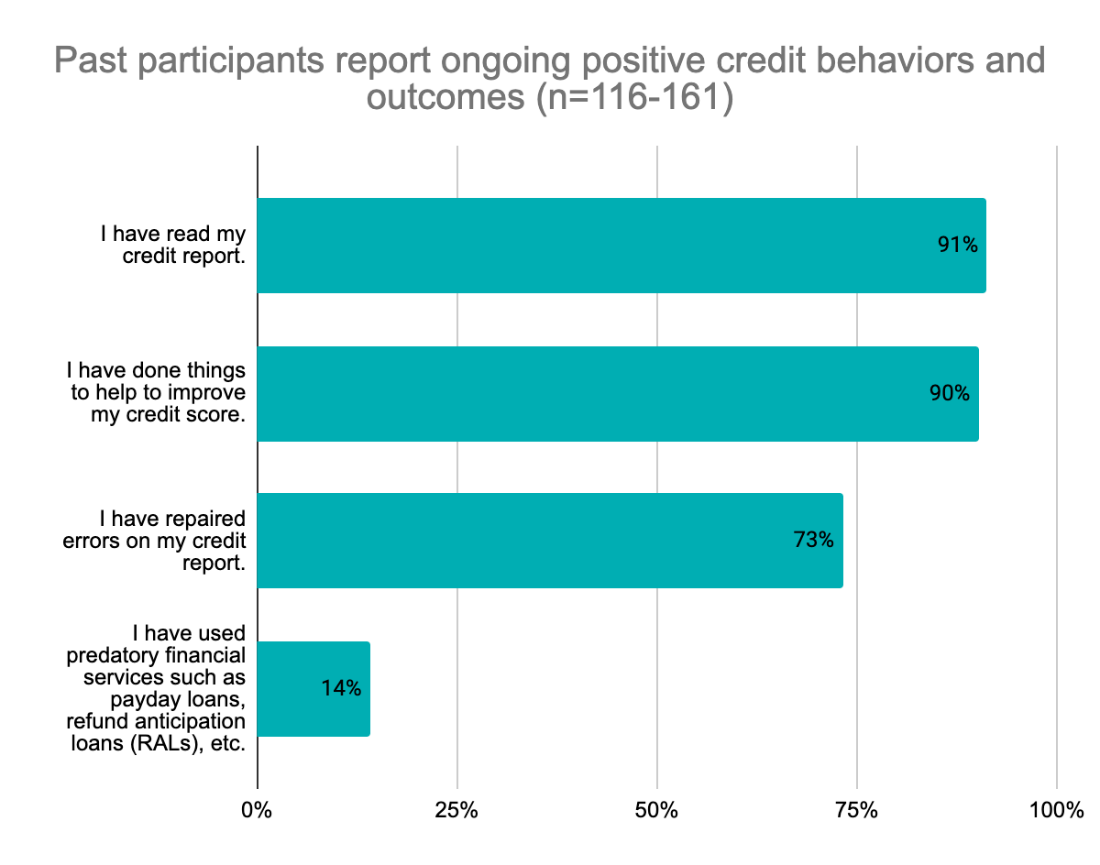 Past participants report ongoing positive credit behaviors and
outcomes (n=116-161)
I have read my
credit report.
91%
I have done things
to help to improve
my credit score.
90%
I have repaired
errors on my credit
report.
73%
I have used
predatory financial
services such as
payday loans,
refund anticipation
loans (RALs), etc.
14%
0%
25%
50%
75%
100%